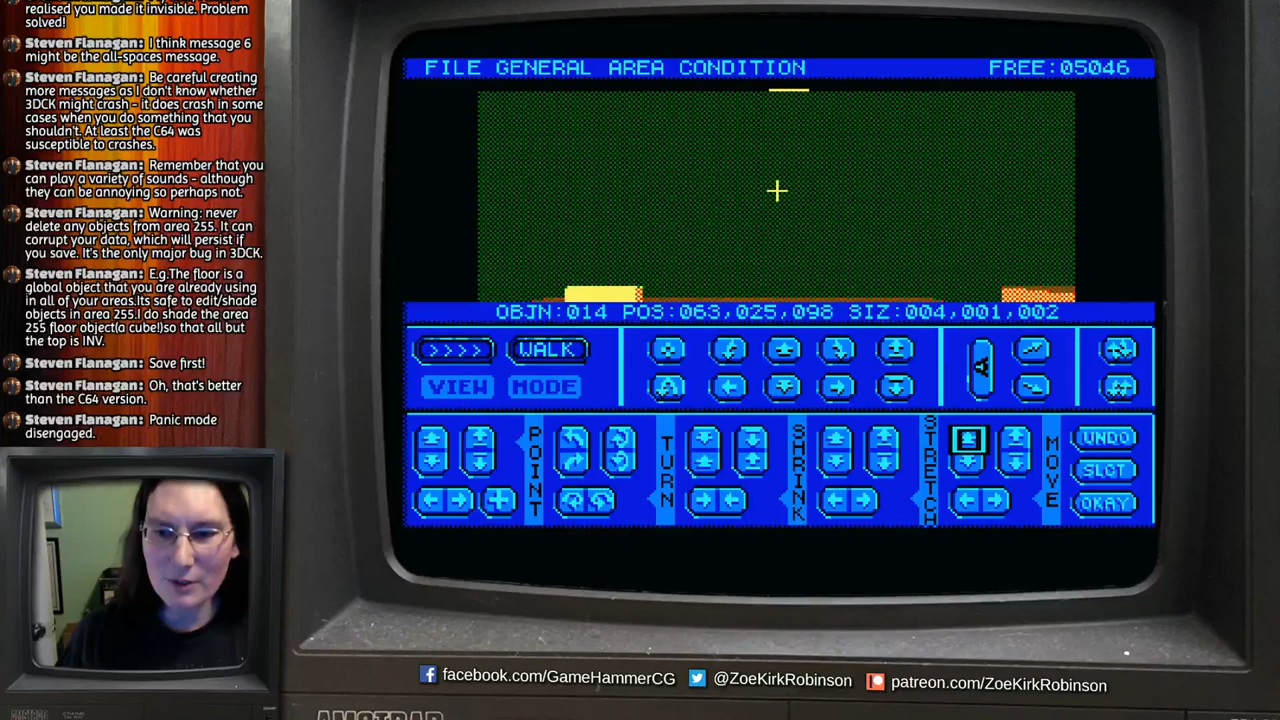 realised you made it invisible. Problem
solved!
Steven Flanagan: I think message 6
might be the all-spaces message.
Steven Flanagan: Be careful creating
more messages as I don't know whether
3DCK might crash - it does crash in some
cases when you do something that you
shouldn't. At least the C64 was
susceptible to crashes.
Steven Flanagan: Remember that you
can play a variety of sounds - although
they can be annoying so perhaps not.
Steven Flanagan: Warning: never
delete any objects from area 255. It can
corrupt your data, which will persist if
you save. It's the only major bug in 3DCK.
Steven Flanagan: E.g.The floor is a
global object that you are already using
in all of your areas.Its safe to edit/shade
objects in area 255.I do shade the area
255 floor object(a cube!)so that all but
the top is INV.
Steven Flanagan: Save first!
Steven Flanagan: Oh, that's better
than the C64 version.
Steven Flanagan: Panic mode
disengaged.
FILE GENERAL AREA CONDITION FREE:05046
OBJN:014 POS:063,025,098 SIZ:004,001,002
>>>> WALK
VIEW MODE
A
POINT
TURN
SHRINK
STRETCH
MOVE
UNDO
SLCT
OKAY
facebook.com/GameHammerCG @ZoeKirkRobinson patreon.com/ZoeKirkRobinson